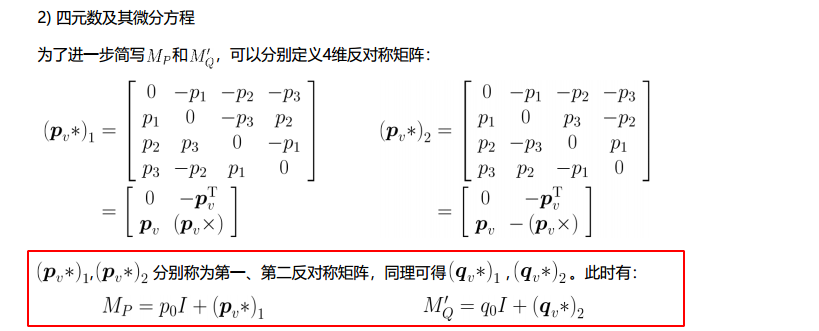 2) 四元数及其微分方程
为了进一步简写 $M_P$ 和 $M'_Q$，可以分别定义4维反对称矩阵：
$(\boldsymbol{p}_v*)_1 = \begin{bmatrix} 0 & -p_1 & -p_2 & -p_3 \\ p_1 & 0 & -p_3 & p_2 \\ p_2 & p_3 & 0 & -p_1 \\ p_3 & -p_2 & p_1 & 0 \end{bmatrix}$ $(\boldsymbol{p}_v*)_2 = \begin{bmatrix} 0 & -p_1 & -p_2 & -p_3 \\ p_1 & 0 & p_3 & -p_2 \\ p_2 & -p_3 & 0 & p_1 \\ p_3 & p_2 & -p_1 & 0 \end{bmatrix}$
$= \begin{bmatrix} 0 & -\boldsymbol{p}_v^{\mathrm{T}} \\ \boldsymbol{p}_v & (\boldsymbol{p}_v\times) \end{bmatrix}$ $= \begin{bmatrix} 0 & -\boldsymbol{p}_v^{\mathrm{T}} \\ \boldsymbol{p}_v & -(\boldsymbol{p}_v\times) \end{bmatrix}$
$(\boldsymbol{p}_v*)_1$,$(\boldsymbol{p}_v*)_2$ 分别称为第一、第二反对称矩阵，同理可得$(\boldsymbol{q}_v*)_1$ , $(\boldsymbol{q}_v*)_2$。此时有：
$M_P = p_0 I + (\boldsymbol{p}_v*)_1$ $M'_Q = q_0 I + (\boldsymbol{q}_v*)_2$